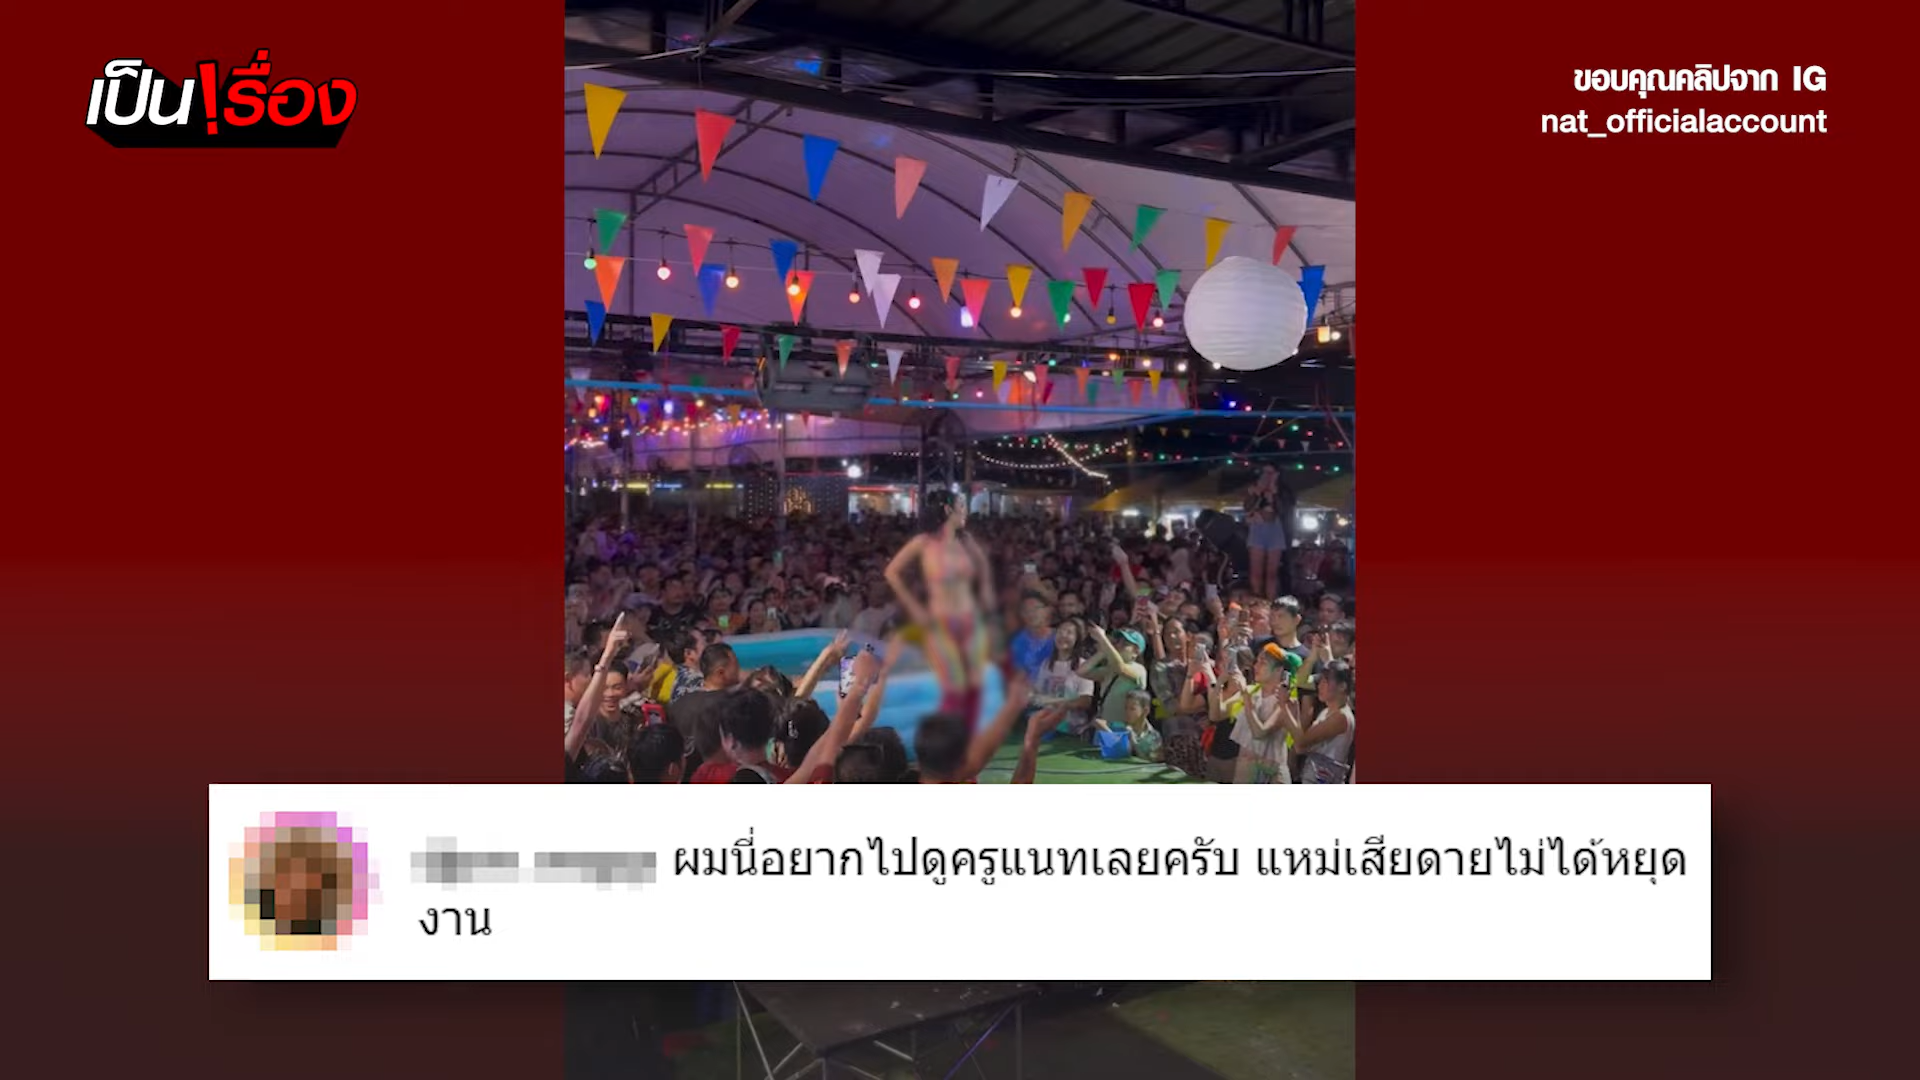 เป็น!รื่อง
ขอบคุณคลิปจาก IG
nat_officialaccount
ผมนี่อยากไปดูครูแนทเลยครับ แหม่เสียดายไม่ได้หยุด
งาน